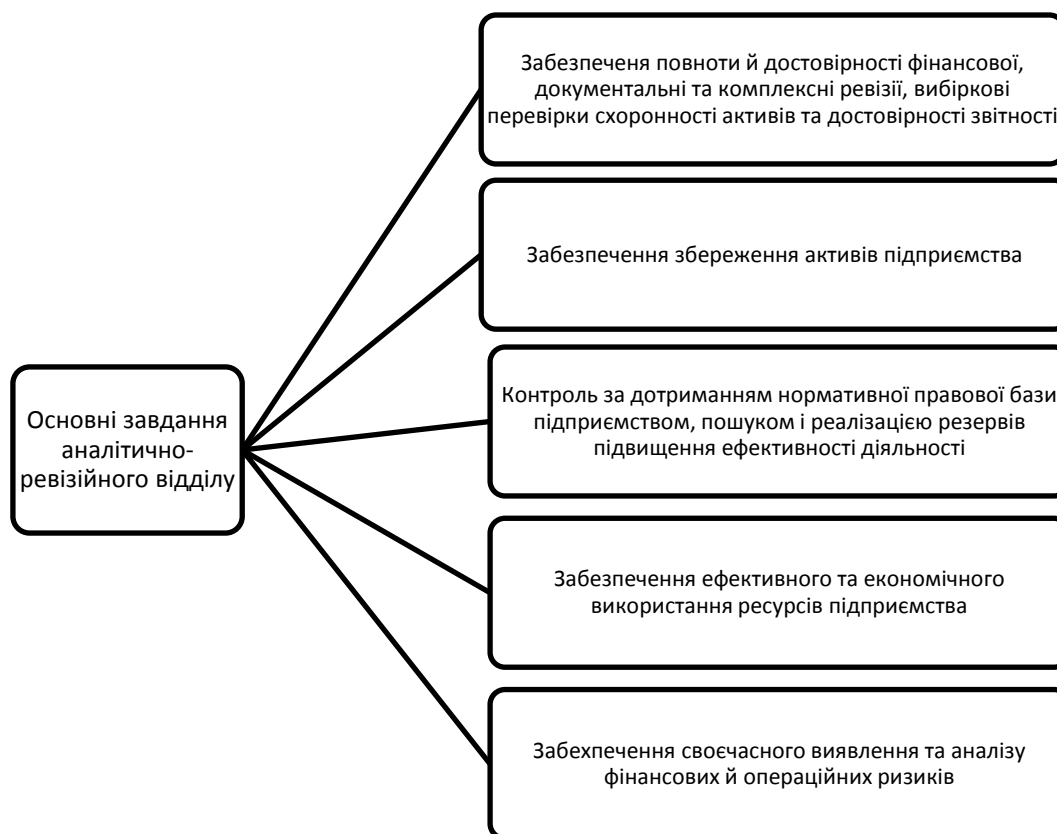 Основні завдання
аналітично-
ревізійного відділу
Забезпеченя повноти й достовірності фінансової,
документальні та комплексні ревізії, вибіркові
перевірки схоронності активів та достовірності звітності
Забезпечення збереження активів підприємства
Контроль за дотриманням нормативної правової бази
підприємством, пошуком і реалізацією резервів
підвищення ефективності діяльності
Забезпечення ефективного та економічного
використання ресурсів підприємства
Забехпечення своєчасного виявлення та аналізу
фінансових й операційних ризиків